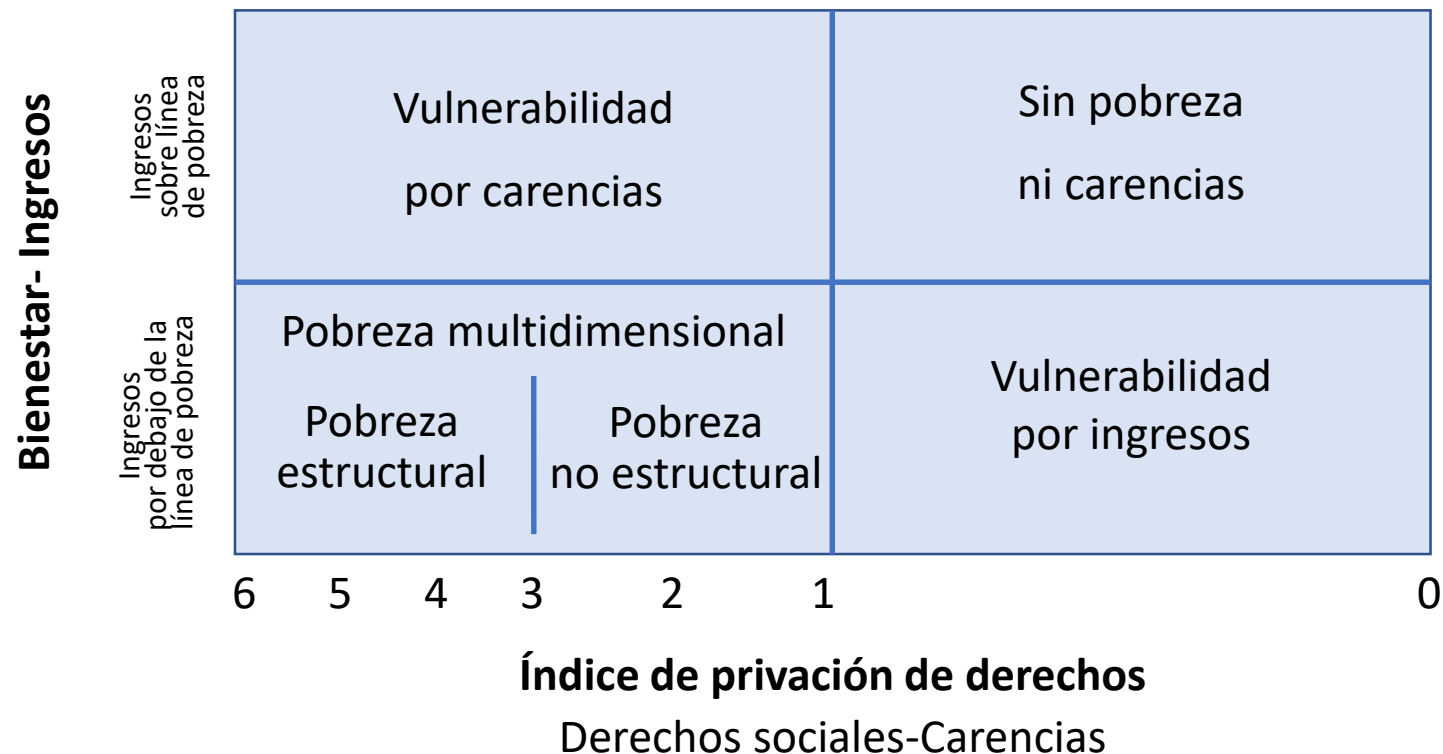 Bienestar- Ingresos
Ingresos
sobre línea
de pobreza
Vulnerabilidad
por carencias
Sin pobreza
ni carencias
Ingresos
por debajo de la
línea de pobreza
Pobreza multidimensional
Pobreza
estructural
Pobreza
no estructural
Vulnerabilidad
por ingresos
6 5 4 3 2 1 0
Índice de privación de derechos
Derechos sociales-Carencias